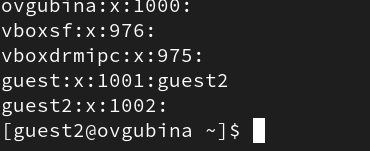 ovgubina:x:1000:
vboxsf:x:976:
vboxdrmipc:x:975:
guest:x:1001:guest2
guest2:x:1002:
[guest2@ovgubina ~]$